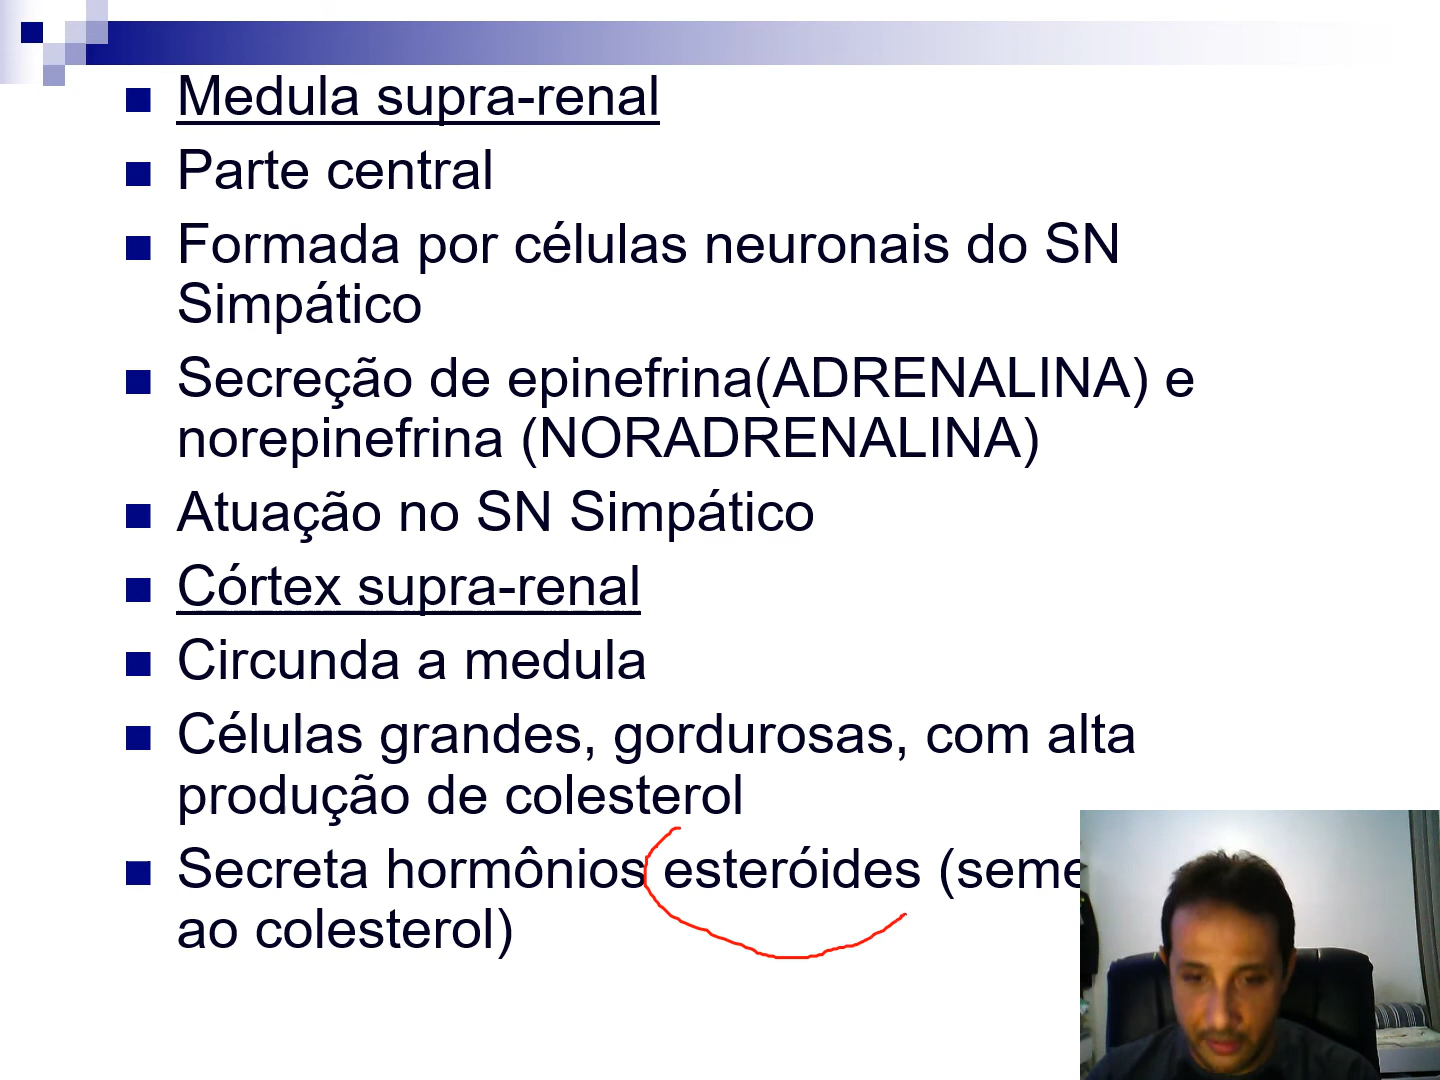 Medula supra-renal
Parte central
Formada por células neuronais do SN
Simpático
Secreção de epinefrina(ADRENALINA) e
norepinefrina (NORADRENALINA)
Atuação no SN Simpático
Córtex supra-renal
Circunda a medula
Células grandes, gordurosas, com alta
produção de colesterol
Secreta hormônios esteróides (seme
ao colesterol)